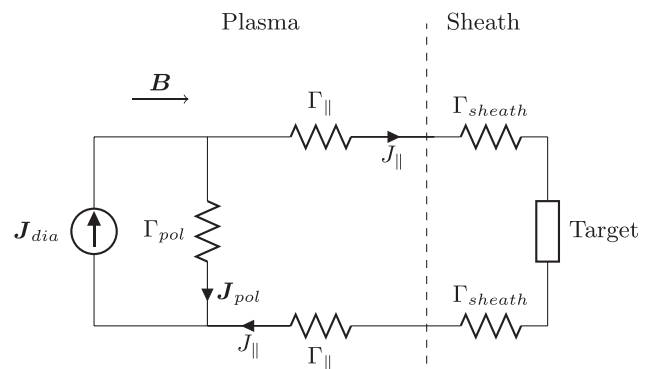 Plasma Sheath
B
Γ∥ Γsheath
J∥
Jdia Γpol Target
Jpol Γsheath
J∥ Γ∥